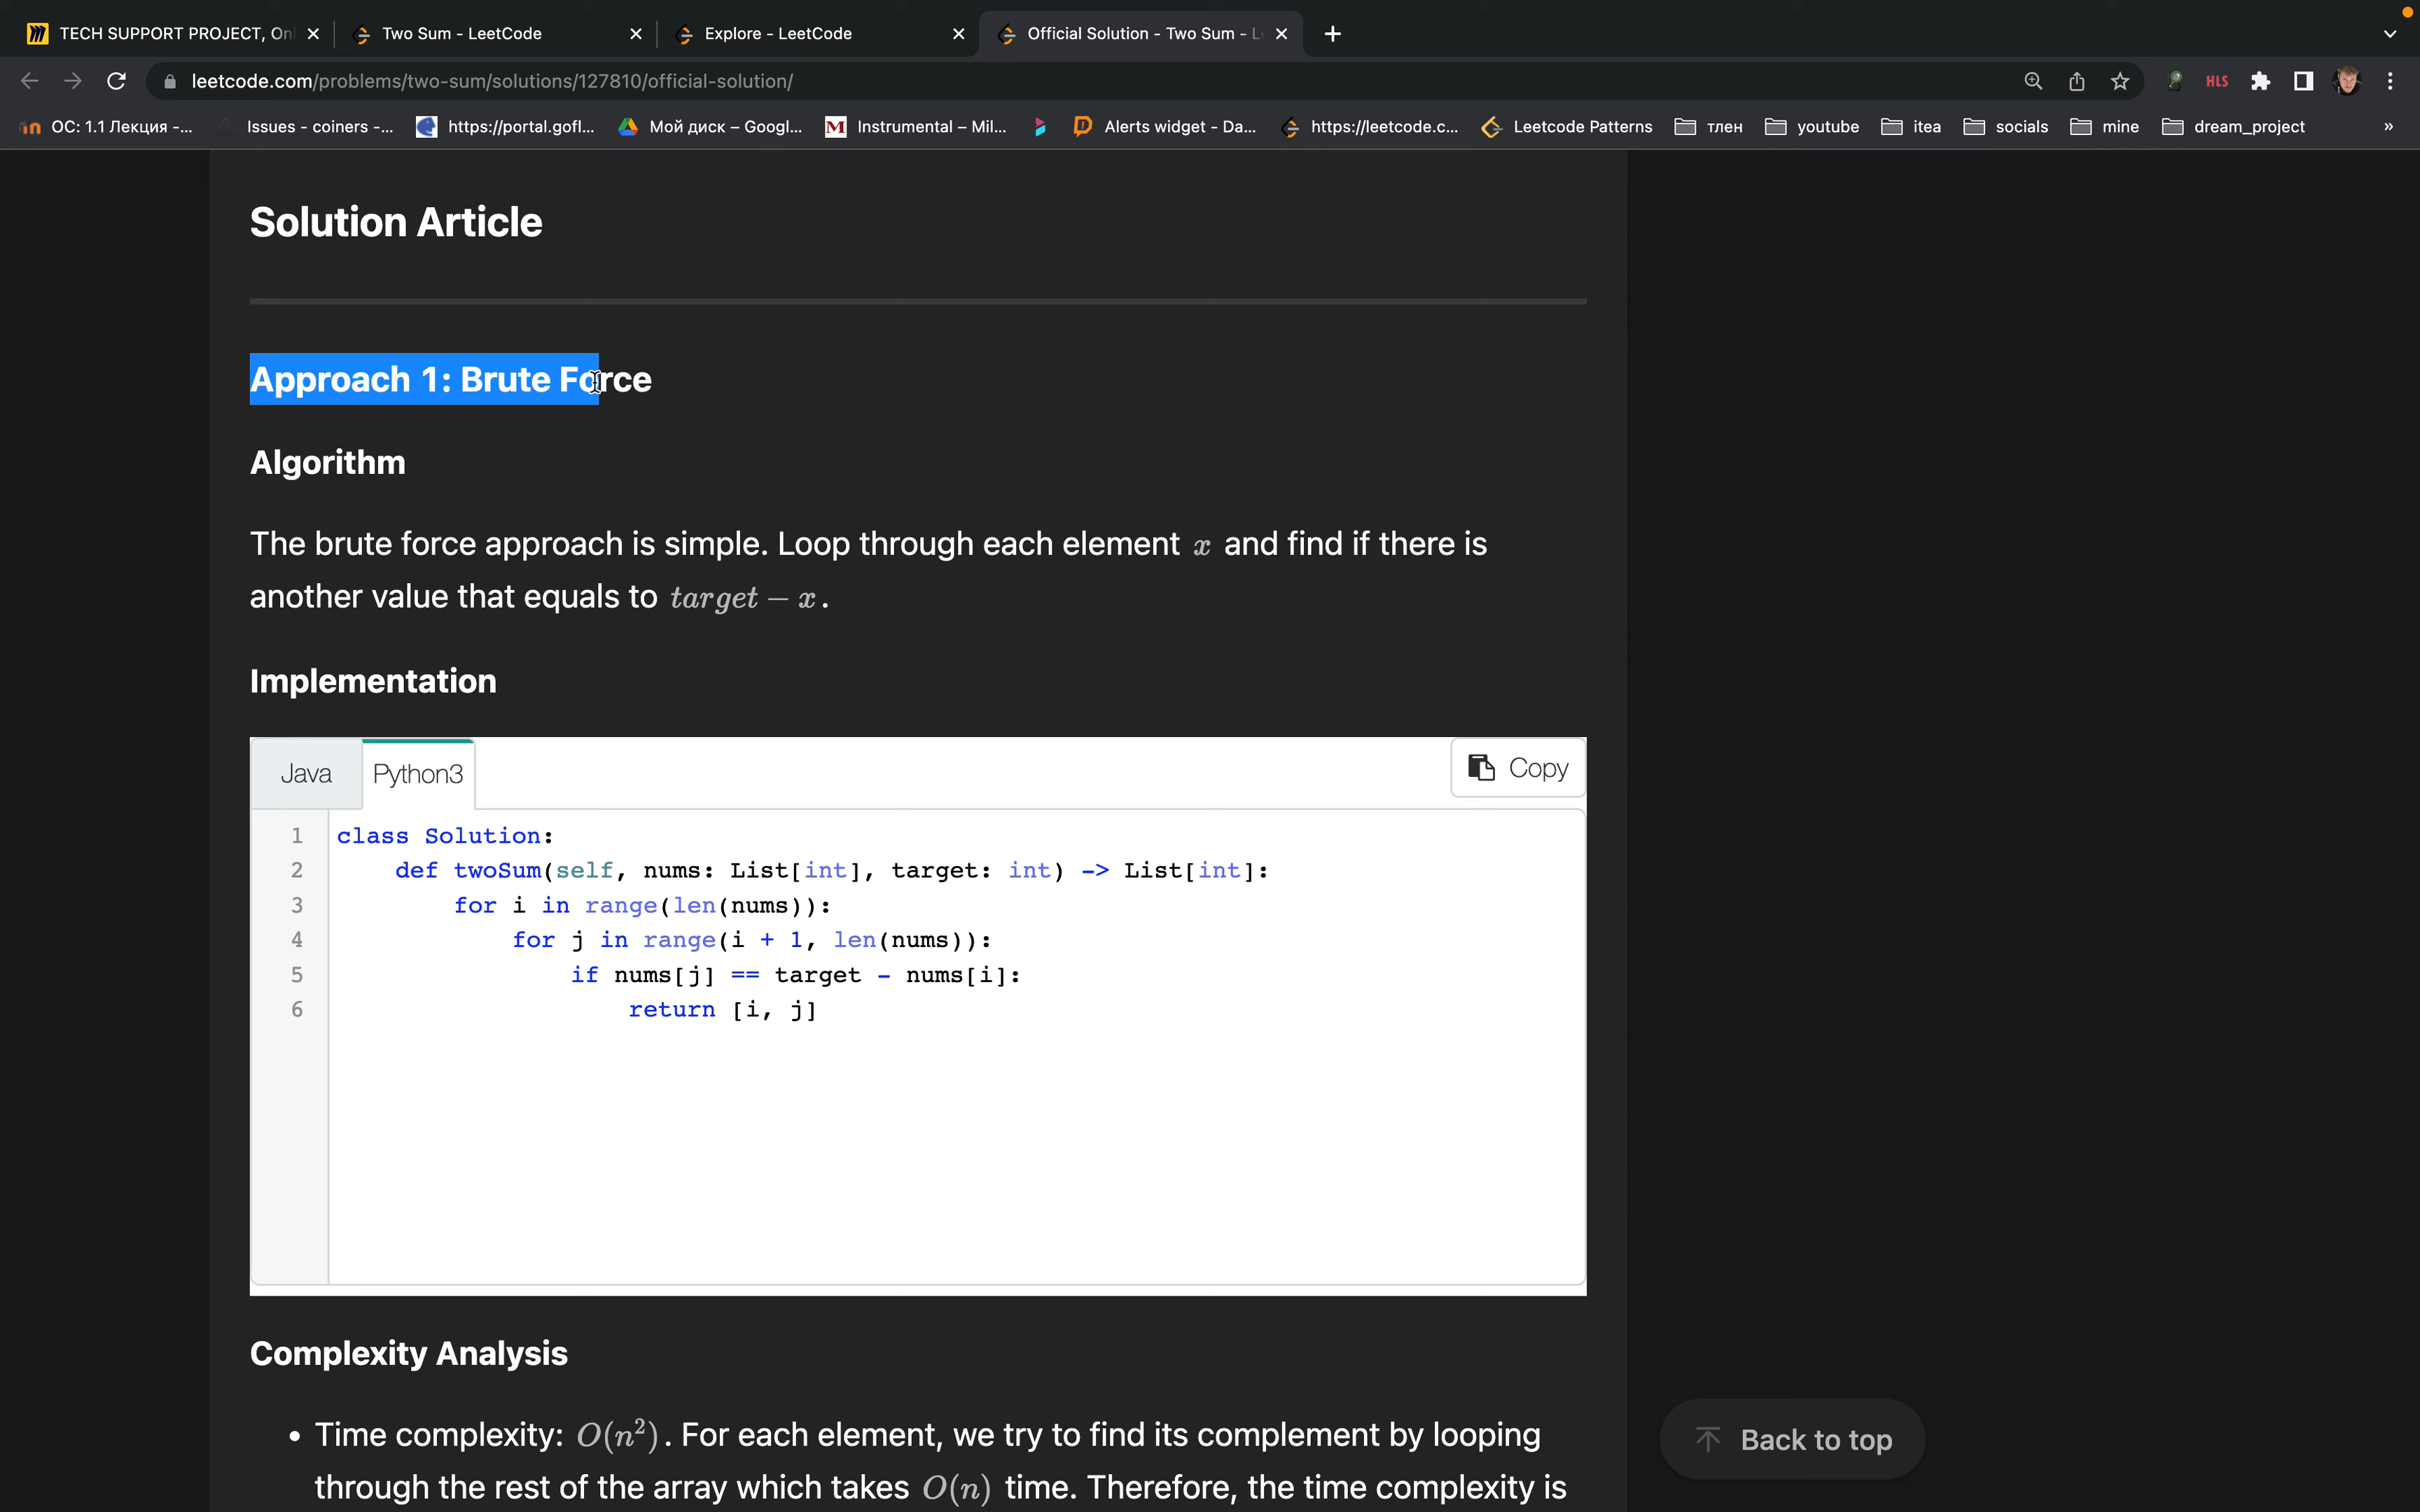 TECH SUPPORT PROJECT, Onl
Two Sum - LeetCode
Explore - LeetCode
Official Solution - Two Sum - Le
leetcode.com/problems/two-sum/solutions/127810/official-solution/
HLS
ОС: 1.1 Лекция -...
Issues - coiners -...
https://portal.gofl...
Мой диск – Googl...
M
Instrumental – Mil...
Alerts widget - Da...
https://leetcode.c...
Leetcode Patterns
тлен
youtube
itea
socials
mine
dream_project
»
Solution Article
Approach 1: Brute Force
Algorithm
The brute force approach is simple. Loop through each element x and find if there is
another value that equals to target − x.
Implementation
Java
Python3
Copy
1 class Solution:
2 def twoSum(self, nums: List[int], target: int) -> List[int]:
3 for i in range(len(nums)):
4 for j in range(i + 1, len(nums)):
5 if nums[j] == target - nums[i]:
6 return [i, j]
Complexity Analysis
• Time complexity: O(n²). For each element, we try to find its complement by looping
through the rest of the array which takes O(n) time. Therefore, the time complexity is
Back to top